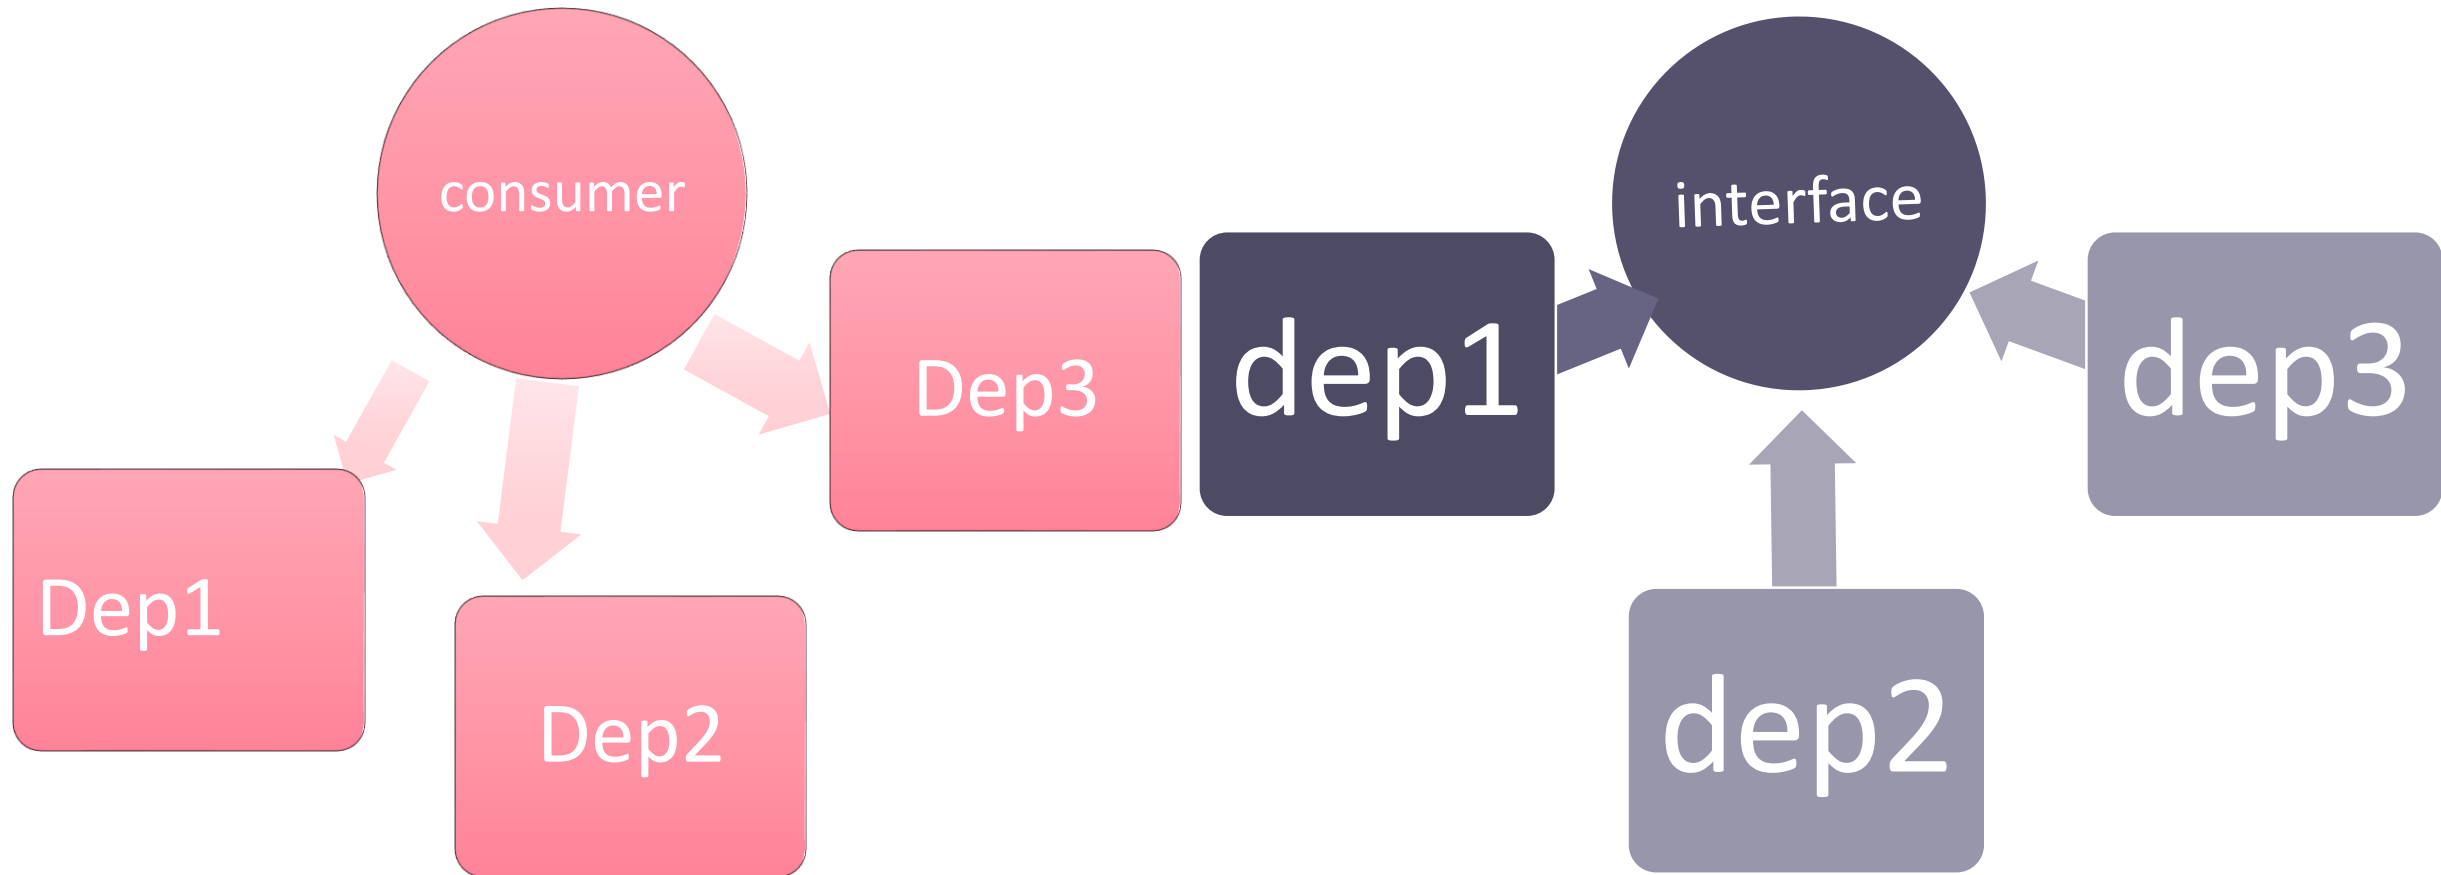 consumer
Dep1
Dep2
Dep3
interface
dep1
dep2
dep3